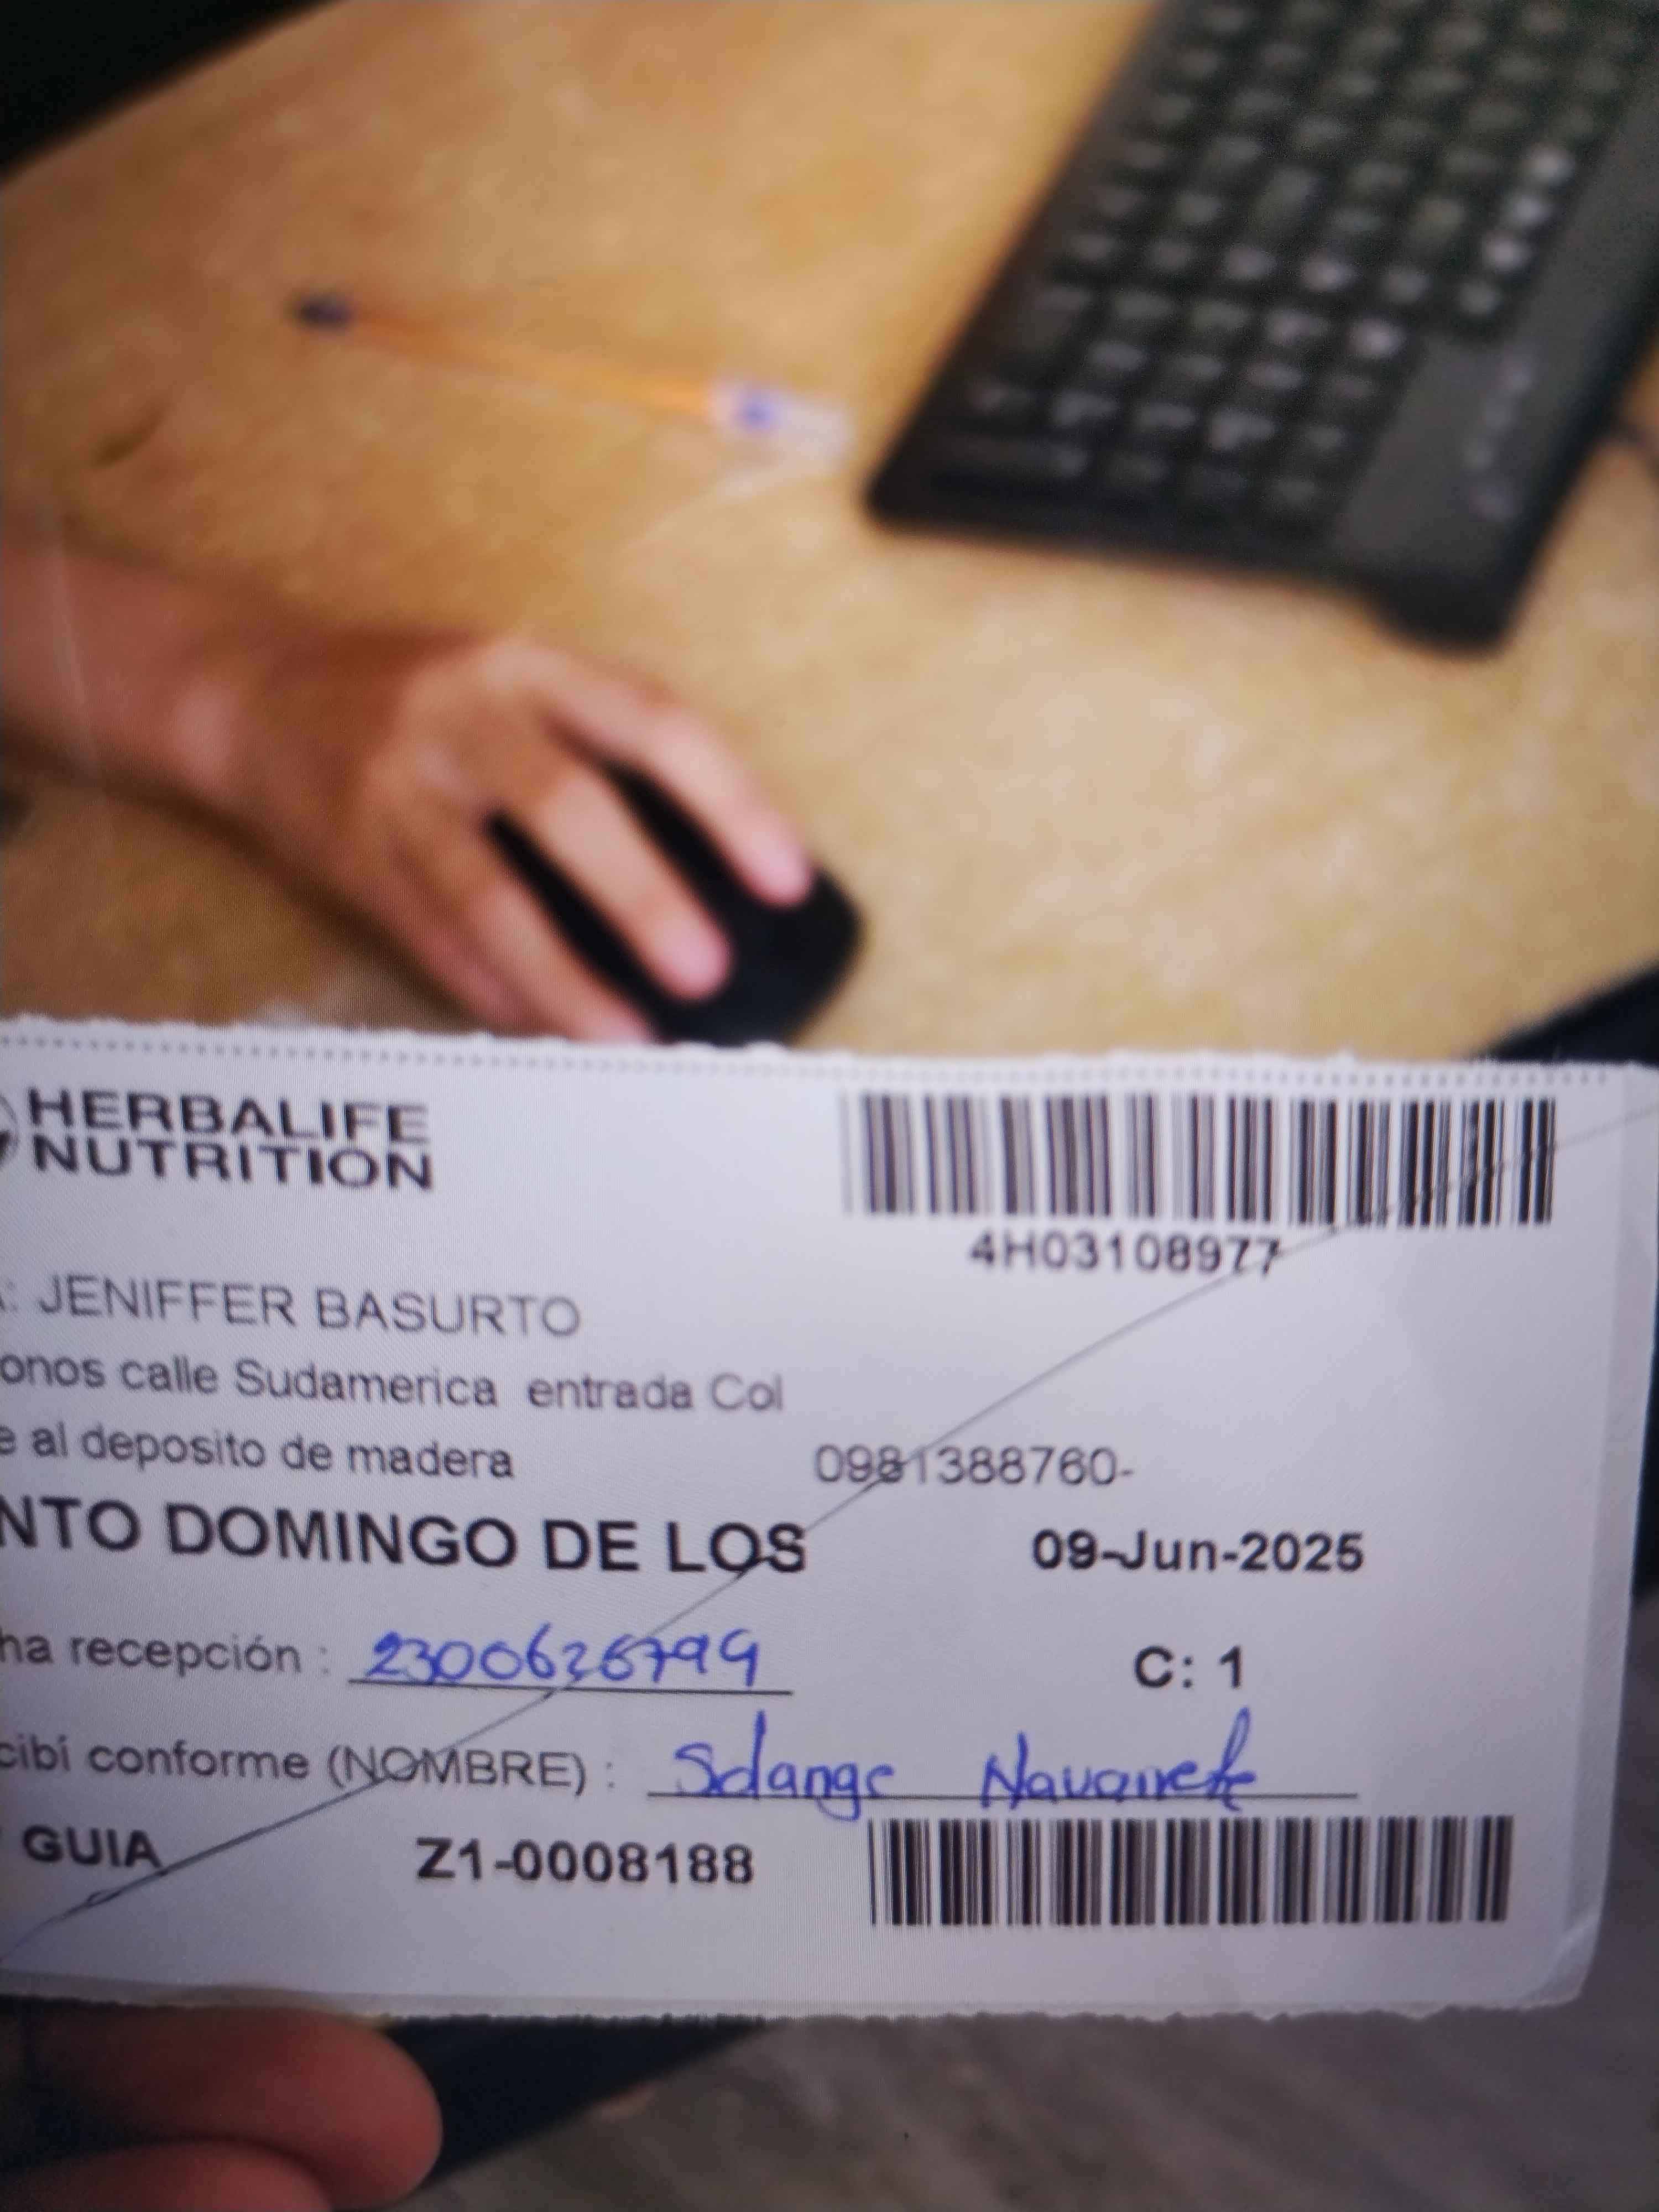 HERBALIFE
NUTRITION
4H03108977
: JENIFFER BASURTO
onos calle Sudamerica entrada Col
e al deposito de madera 0981388760-
NTO DOMINGO DE LOS 09-Jun-2025
ha recepción : 2300626799 C: 1
cibí conforme (NOMBRE) : Solange Navarrete
GUIA Z1-0008188